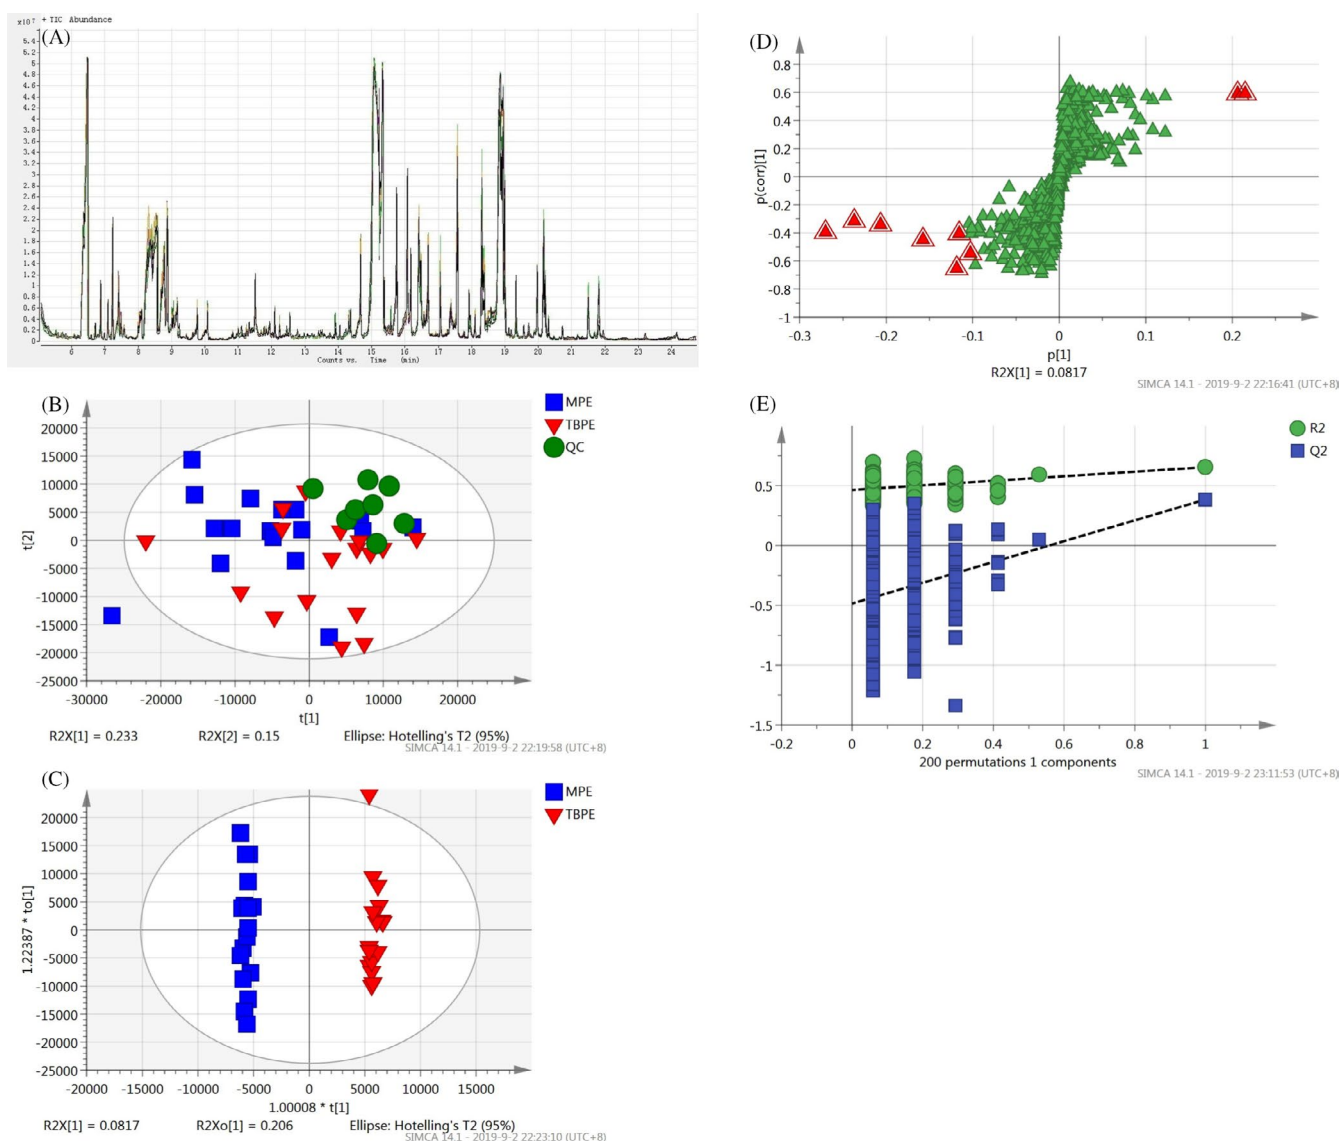 x10⁷ + TIC Abundance
(A)
5.4
5.2
5
4.8
4.6
4.4
4.2
4
3.8
3.6
3.4
3.2
3
2.8
2.6
2.4
2.2
2
1.8
1.6
1.4
1.2
1
0.8
0.6
0.4
0.2
0
6 7 8 9 10 11 12 13 14 15 16 17 18 19 20 21 22 23 24
Counts vs. Time (min)
(B)
MPE
TBPE
QC
20000
15000
10000
5000
0
-5000
-10000
-15000
-20000
-25000
t[2]
-30000 -20000 -10000 0 10000 20000
t[1]
R2X[1] = 0.233 R2X[2] = 0.15 Ellipse: Hotelling's T2 (95%)
SIMCA 14.1 - 2019-9-2 22:19:58 (UTC+8)
(C)
MPE
TBPE
20000
15000
10000
5000
0
-5000
-10000
-15000
-20000
-25000
1.22387 * to[1]
-20000 -15000 -10000 -5000 0 5000 10000 15000
1.00008 * t[1]
R2X[1] = 0.0817 R2Xo[1] = 0.206 Ellipse: Hotelling's T2 (95%)
SIMCA 14.1 - 2019-9-2 22:23:10 (UTC+8)
(D)
0.8
0.6
0.4
0.2
0
-0.2
-0.4
-0.6
-0.8
-1
p(corr)[1]
-0.3 -0.2 -0.1 0 0.1 0.2
p[1]
R2X[1] = 0.0817
SIMCA 14.1 - 2019-9-2 22:16:41 (UTC+8)
(E)
R2
Q2
0.5
0
-0.5
-1
-1.5
-0.2 0 0.2 0.4 0.6 0.8 1
200 permutations 1 components
SIMCA 14.1 - 2019-9-2 23:11:53 (UTC+8)